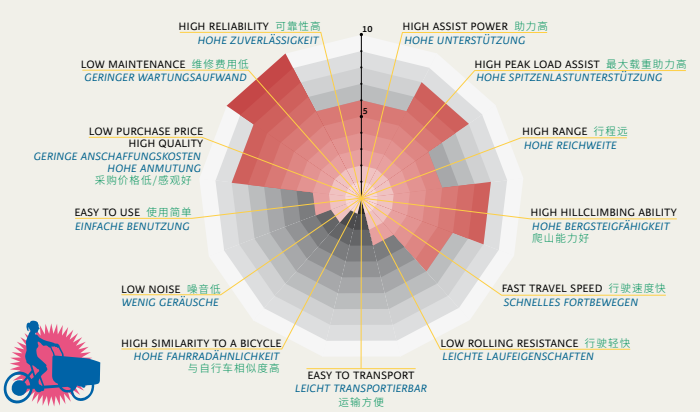 10
5
HIGH RELIABILITY 可靠性高
HOHE ZUVERLÄSSIGKEIT
HIGH ASSIST POWER 助力高
HOHE UNTERSTÜTZUNG
LOW MAINTENANCE 维修费用低
GERINGER WARTUNGSAUFWAND
HIGH PEAK LOAD ASSIST 最大载重助力高
HOHE SPITZENLASTUNTERSTÜTZUNG
LOW PURCHASE PRICE
HIGH QUALITY
GERINGE ANSCHAFFUNGSKOSTEN
HOHE ANMUTUNG
采购价格低/感观好
HIGH RANGE 行程远
HOHE REICHWEITE
EASY TO USE 使用简单
EINFACHE BENUTZUNG
HIGH HILLCLIMBING ABILITY
HOHE BERGSTEIGFÄHIGKEIT
爬山能力好
LOW NOISE 噪音低
WENIG GERÄUSCHE
FAST TRAVEL SPEED 行驶速度快
SCHNELLES FORTBEWEGEN
HIGH SIMILARITY TO A BICYCLE
HOHE FAHRRADÄHNLICHKEIT
与自行车相似度高
LOW ROLLING RESISTANCE 行驶轻快
LEICHTE LAUFEIGENSCHAFTEN
EASY TO TRANSPORT
LEICHT TRANSPORTIERBAR
运输方便